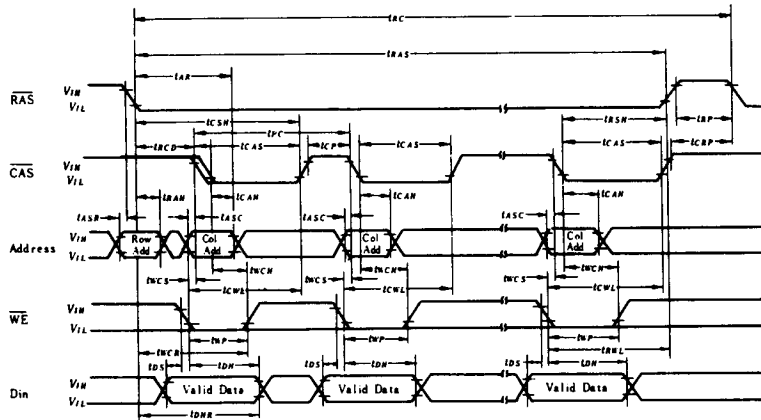 tRC
tRAS
tAR
RAS VIH
VIL
tRP
tCSH
tPC
tRSH
tRCD tCAS tCP tCAS tCAS tCRP
CAS VIH
VIL
tCAH tCAH tCAH
tRAH
tASR tASC tASC tASC
Address VIH
VIL
Row Add Col Add Col Add Col Add
tWCH tWCH tWCH
tWCS tWCS tWCS
tCWL tCWL tCWL
WE VIH
VIL
tWP tWP tWP
tWCR tRWL
tDS tDH tDS tDH tDS tDH
Din VIH
VIL
Valid Data Valid Data Valid Data
tDHR